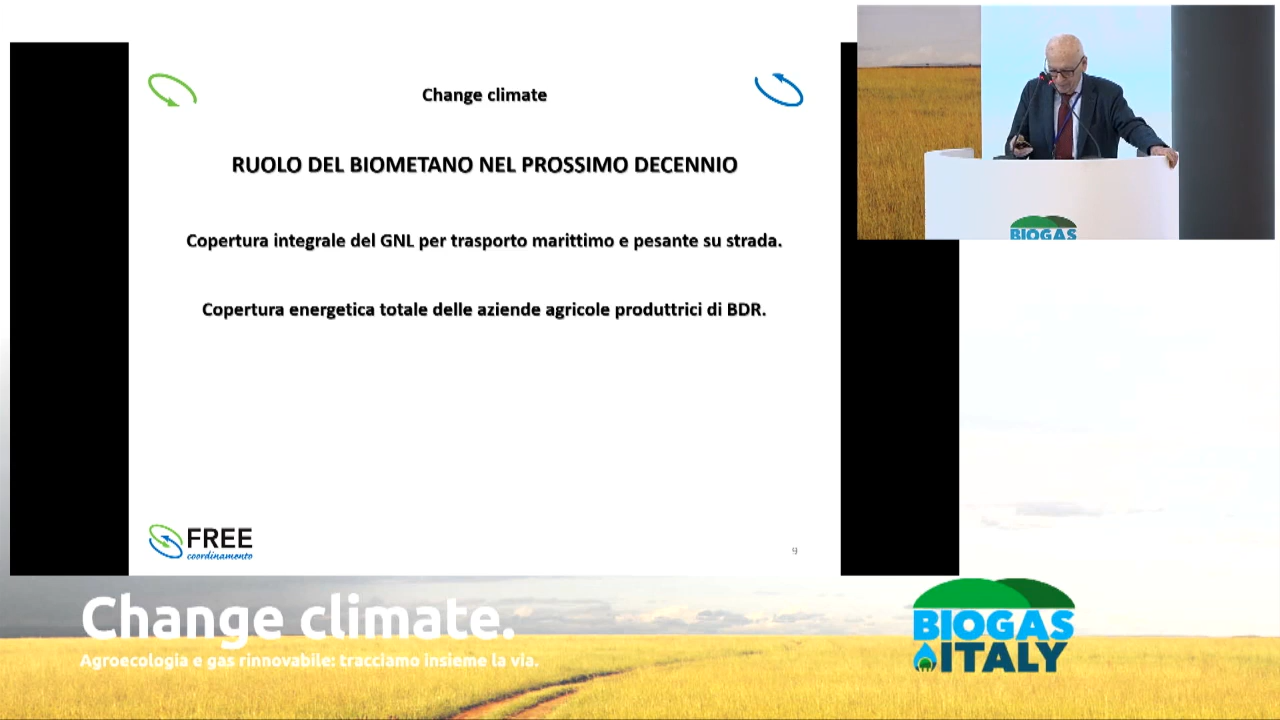 Change climate
RUOLO DEL BIOMETANO NEL PROSSIMO DECENNIO
Copertura integrale del GNL per trasporto marittimo e pesante su strada.
Copertura energetica totale delle aziende agricole produttrici di BDR.
FREE
coordinamento
9
BIOGAS
Change climate.
Agroecologia e gas rinnovabile: tracciamo insieme la via.
BIOGAS
ITALY